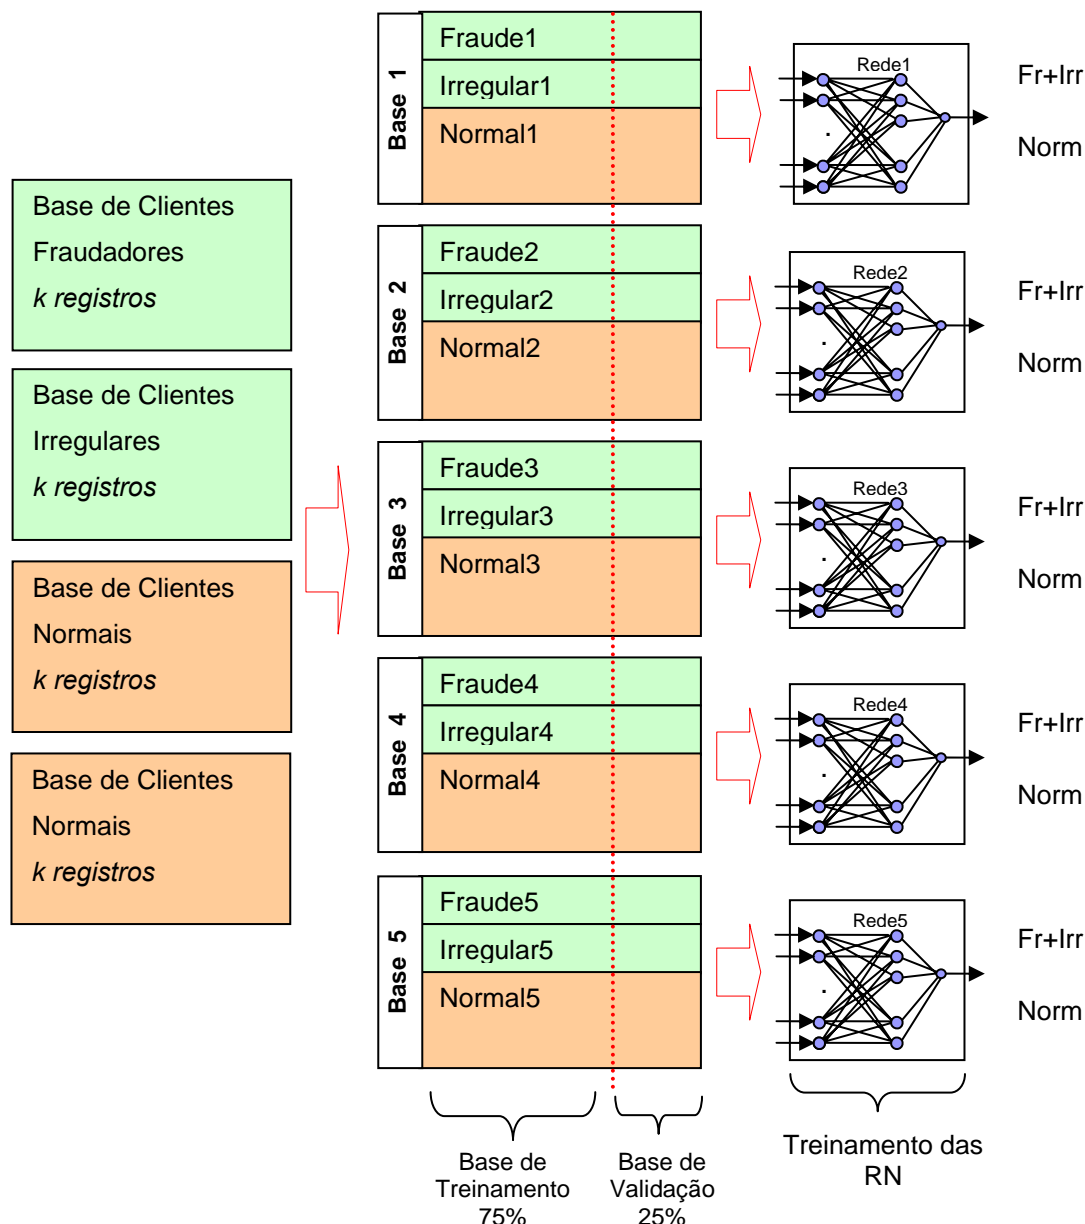 Base de Clientes
Fraudadores
k registros
Base de Clientes
Irregulares
k registros
Base de Clientes
Normais
k registros
Base de Clientes
Normais
k registros
Base 1
Fraude1
Irregular1
Normal1
Rede1
Fr+Irr
Norm
Base 2
Fraude2
Irregular2
Normal2
Rede2
Fr+Irr
Norm
Base 3
Fraude3
Irregular3
Normal3
Rede3
Fr+Irr
Norm
Base 4
Fraude4
Irregular4
Normal4
Rede4
Fr+Irr
Norm
Base 5
Fraude5
Irregular5
Normal5
Rede5
Fr+Irr
Norm
Base de
Treinamento
75%
Base de
Validação
25%
Treinamento das
RN